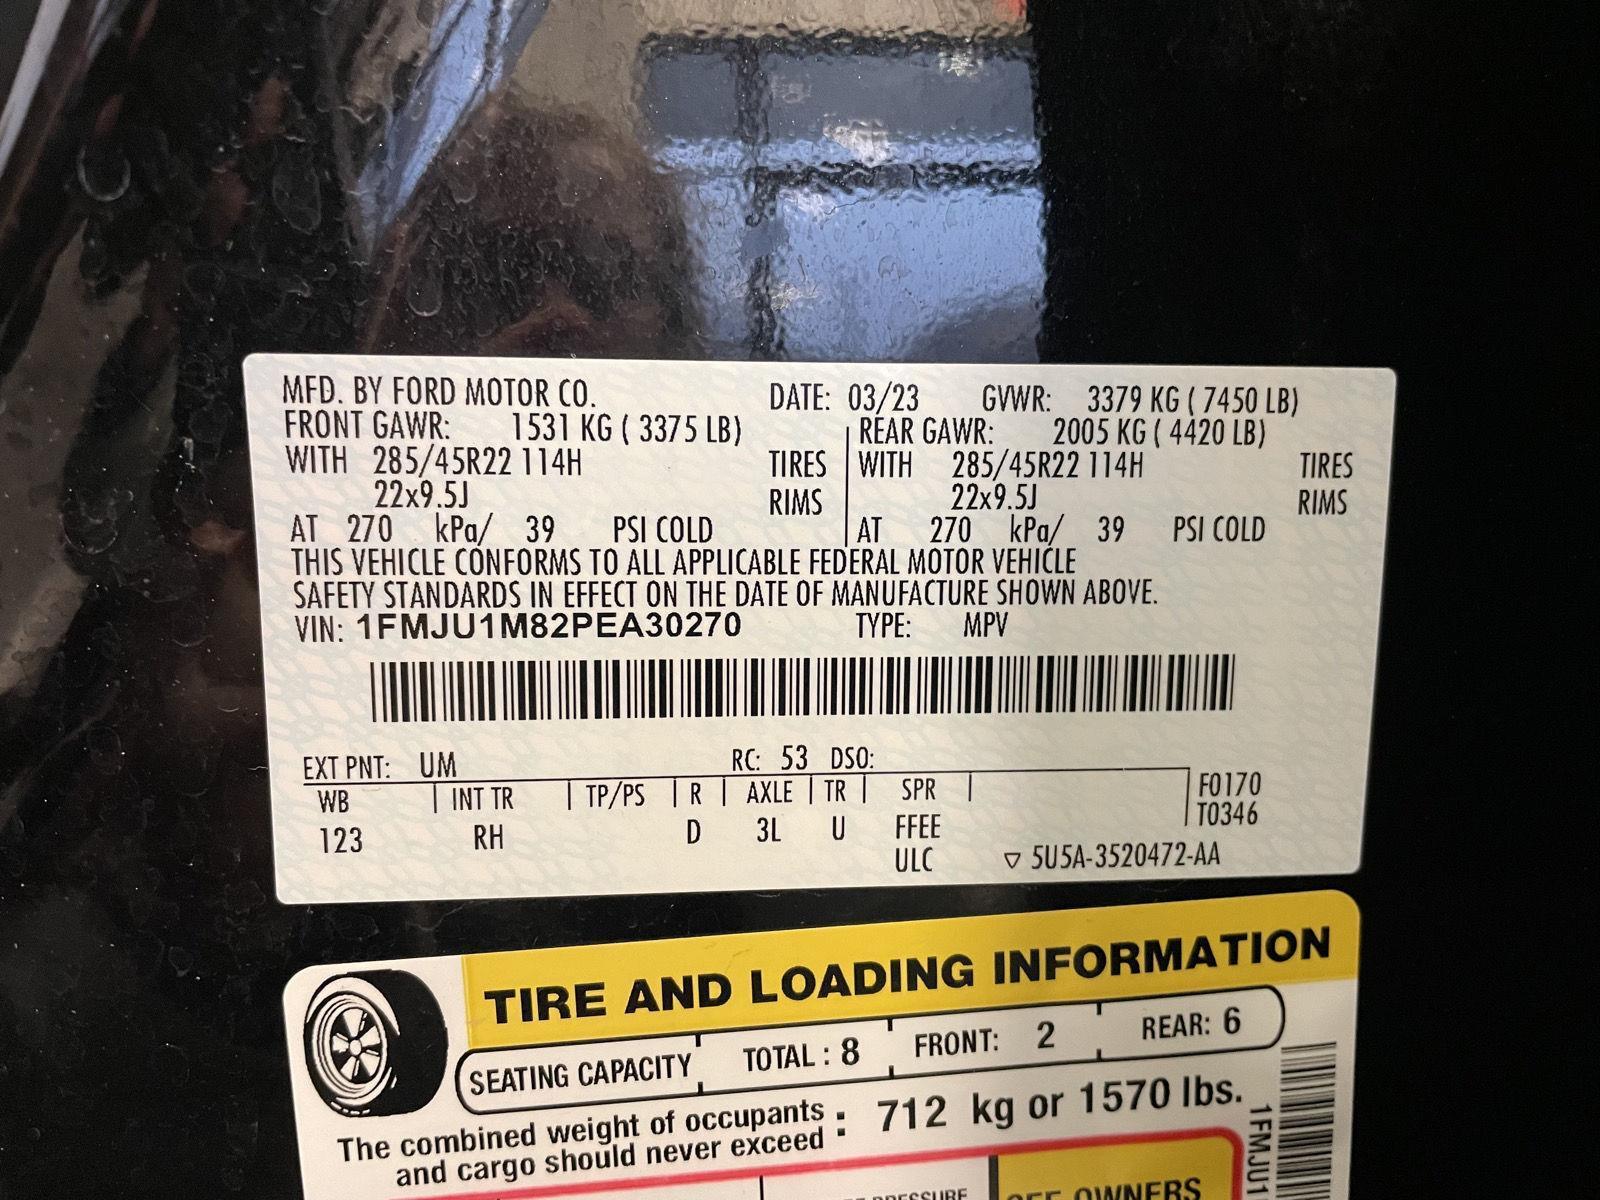 MFD. BY FORD MOTOR CO. DATE: 03/23 GVWR: 3379 KG ( 7450 LB)
FRONT GAWR: 1531 KG ( 3375 LB) REAR GAWR: 2005 KG ( 4420 LB)
WITH 285/45R22 114H TIRES WITH 285/45R22 114H TIRES
22x9.5J RIMS 22x9.5J RIMS
AT 270 kPa/ 39 PSI COLD AT 270 kPa/ 39 PSI COLD
THIS VEHICLE CONFORMS TO ALL APPLICABLE FEDERAL MOTOR VEHICLE
SAFETY STANDARDS IN EFFECT ON THE DATE OF MANUFACTURE SHOWN ABOVE.
VIN: 1FMJU1M82PEA30270 TYPE: MPV
EXT PNT: UM RC: 53 DSO:
WB INT TR TP/PS R AXLE TR SPR F0170
T0346
123 RH D 3L U FFEE
ULC ▽ 5U5A-3520472-AA
TIRE AND LOADING INFORMATION
SEATING CAPACITY TOTAL : 8 FRONT: 2 REAR: 6
The combined weight of occupants
and cargo should never exceed : 712 kg or 1570 lbs.
1FMJU1
PRESSURE
SEE OWNERS